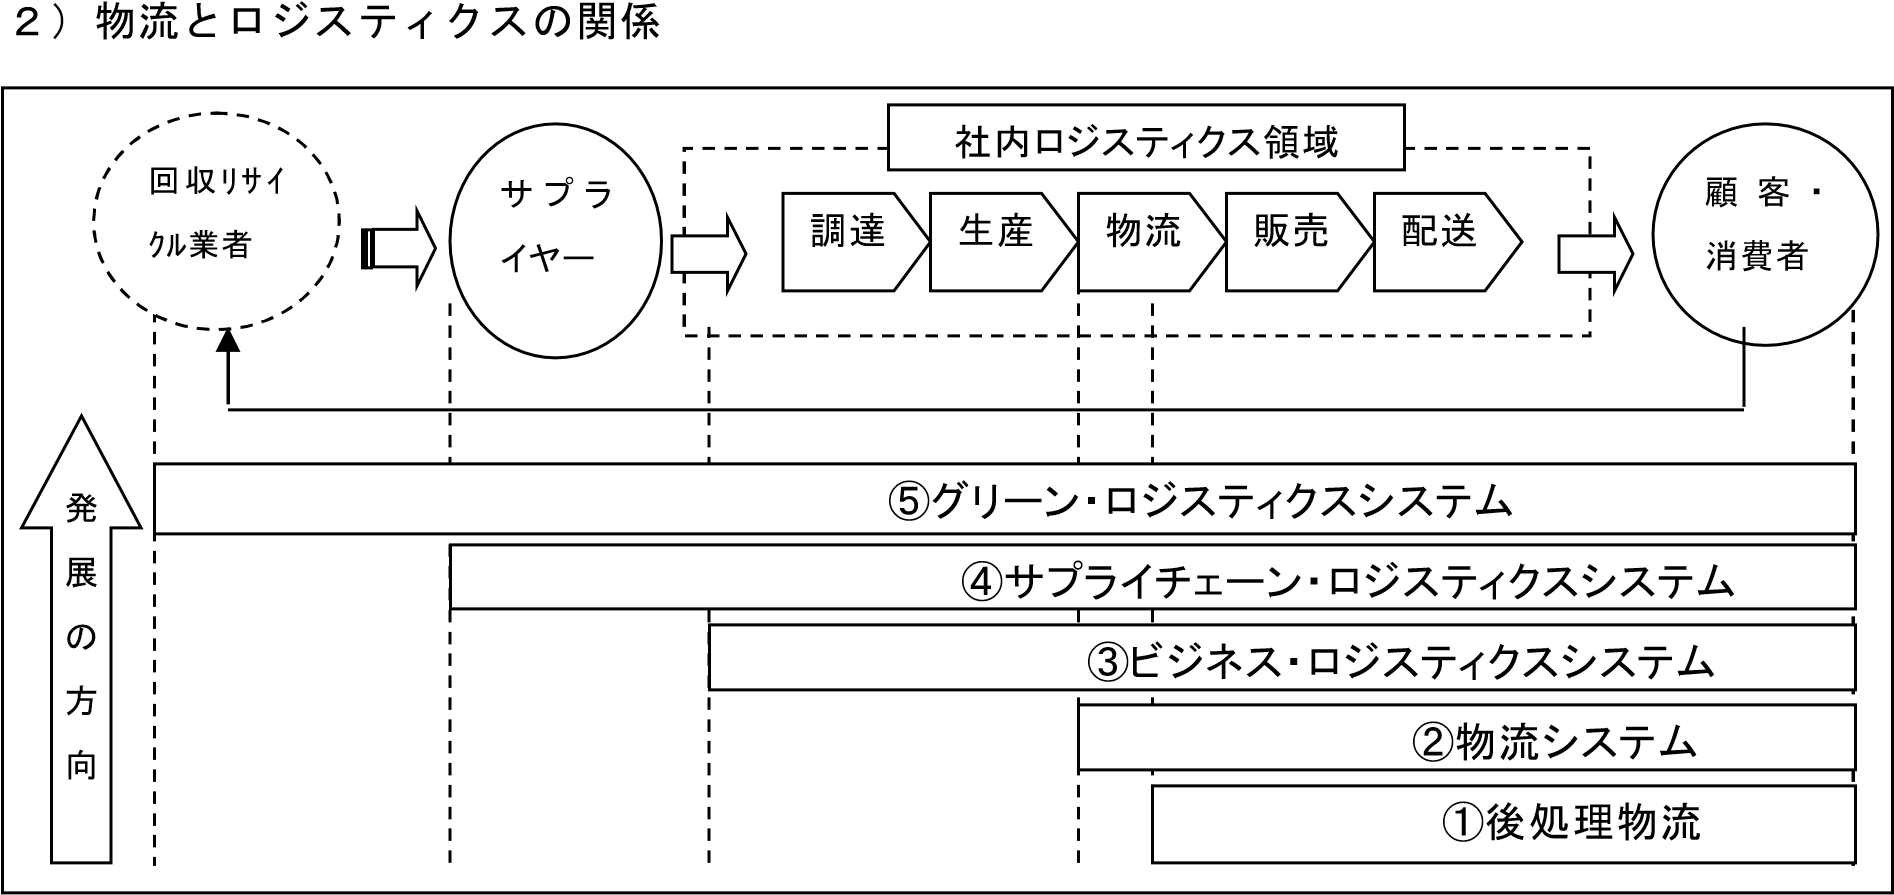 ２）物流とロジスティクスの関係
社内ロジスティクス領域
回収リサイ
クル業者
サプラ
イヤー
調達
生産
物流
販売
配送
顧客・
消費者
発展の方向
⑤グリーン・ロジスティクスシステム
④サプライチェーン・ロジスティクスシステム
③ビジネス・ロジスティクスシステム
②物流システム
①後処理物流